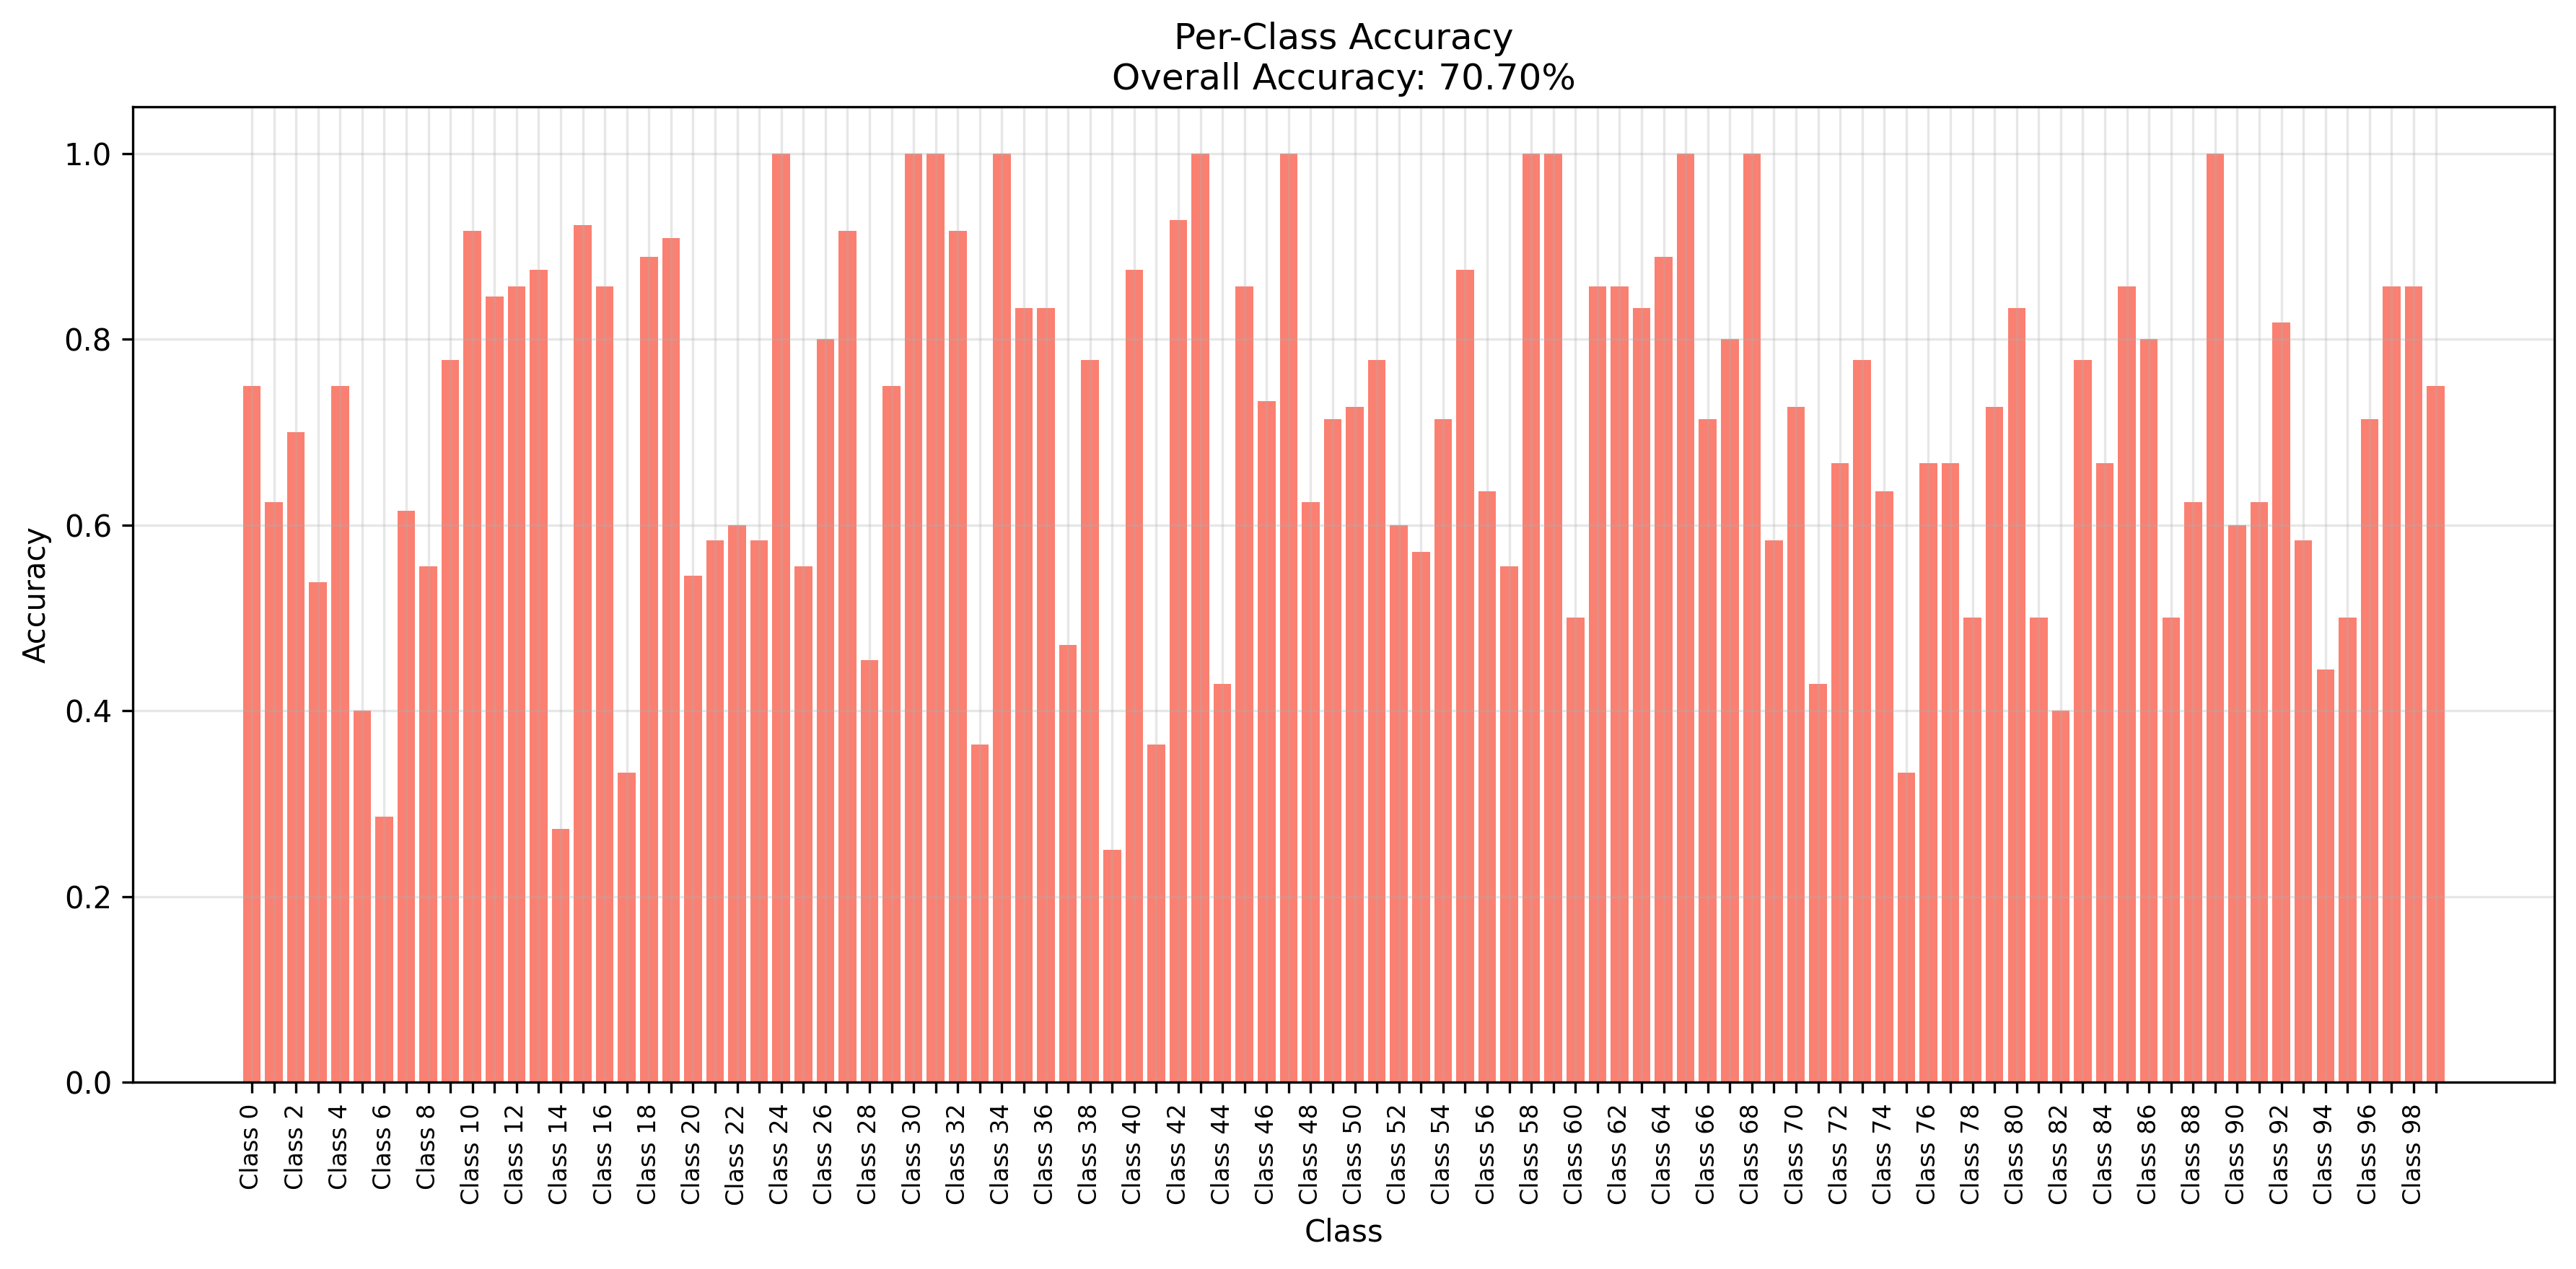 Per-Class Accuracy
Overall Accuracy: 70.70%
Accuracy
1.0
0.8
0.6
0.4
0.2
0.0
Class 0
Class 2
Class 4
Class 6
Class 8
Class 10
Class 12
Class 14
Class 16
Class 18
Class 20
Class 22
Class 24
Class 26
Class 28
Class 30
Class 32
Class 34
Class 36
Class 38
Class 40
Class 42
Class 44
Class 46
Class 48
Class 50
Class 52
Class 54
Class 56
Class 58
Class 60
Class 62
Class 64
Class 66
Class 68
Class 70
Class 72
Class 74
Class 76
Class 78
Class 80
Class 82
Class 84
Class 86
Class 88
Class 90
Class 92
Class 94
Class 96
Class 98
Class